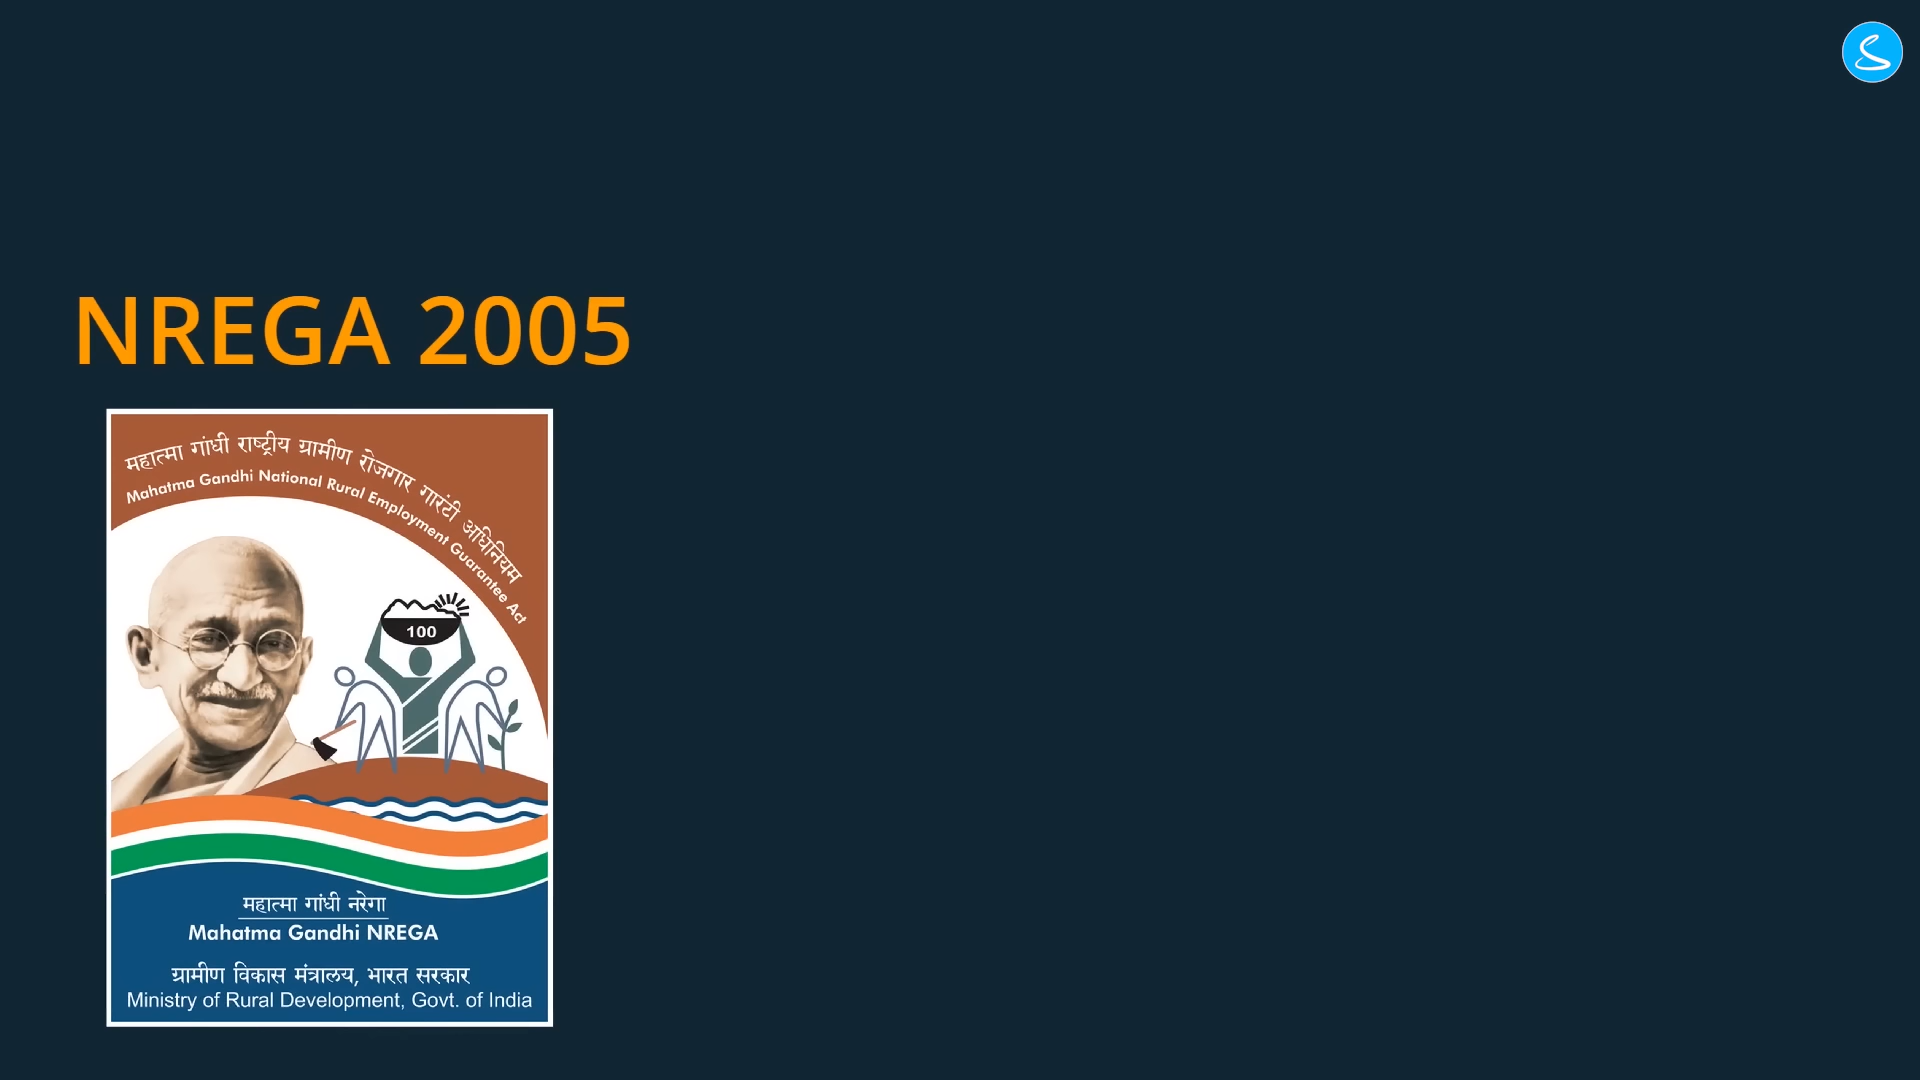 NREGA 2005
महात्मा गांधी राष्ट्रीय ग्रामीण रोजगार गारंटी अधिनियम
Mahatma Gandhi National Rural Employment Guarantee Act
100
महात्मा गांधी नरेगा
Mahatma Gandhi NREGA
ग्रामीण विकास मंत्रालय, भारत सरकार
Ministry of Rural Development, Govt. of India